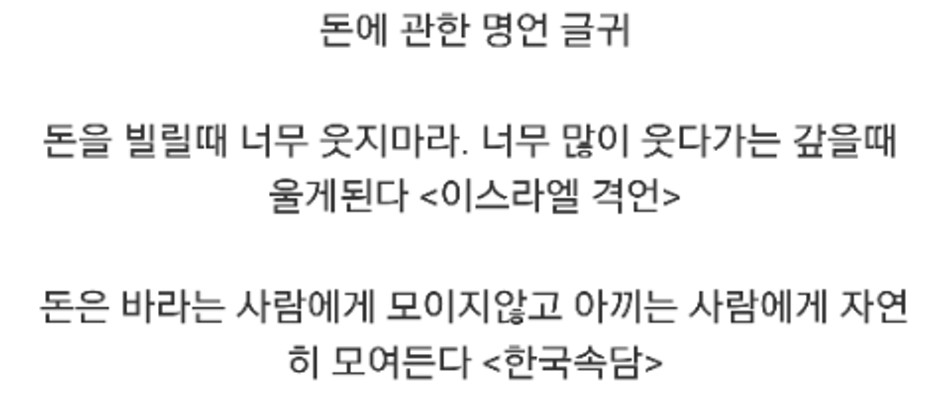 돈에 관한 명언 글귀
돈을 빌릴때 너무 웃지마라. 너무 많이 웃다가는 갚을때
울게된다 <이스라엘 격언>
돈은 바라는 사람에게 모이지않고 아끼는 사람에게 자연
히 모여든다 <한국속담>